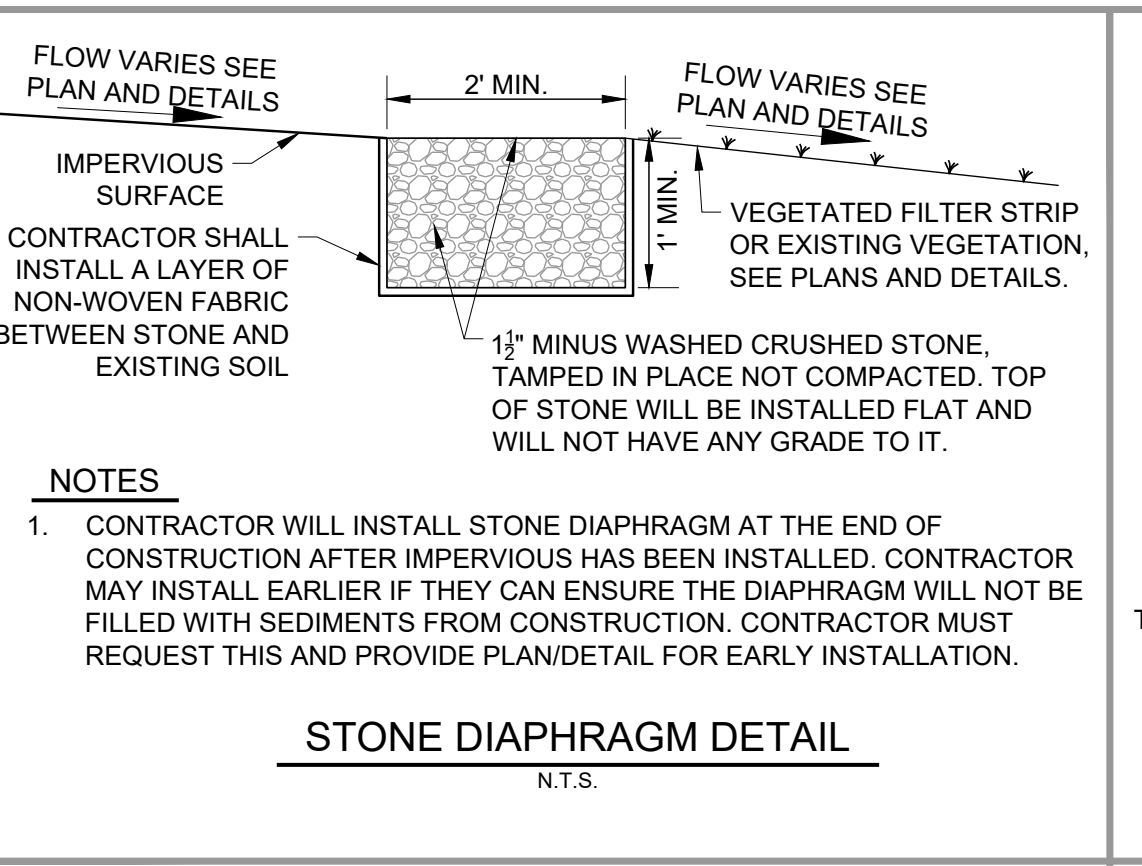 FLOW VARIES SEE
PLAN AND DETAILS
2' MIN.
FLOW VARIES SEE
PLAN AND DETAILS
IMPERVIOUS
SURFACE
1' MIN.
CONTRACTOR SHALL
INSTALL A LAYER OF
NON-WOVEN FABRIC
BETWEEN STONE AND
EXISTING SOIL
VEGETATED FILTER STRIP
OR EXISTING VEGETATION,
SEE PLANS AND DETAILS.
1½" MINUS WASHED CRUSHED STONE,
TAMPED IN PLACE NOT COMPACTED. TOP
OF STONE WILL BE INSTALLED FLAT AND
WILL NOT HAVE ANY GRADE TO IT.
NOTES
1. CONTRACTOR WILL INSTALL STONE DIAPHRAGM AT THE END OF
CONSTRUCTION AFTER IMPERVIOUS HAS BEEN INSTALLED. CONTRACTOR
MAY INSTALL EARLIER IF THEY CAN ENSURE THE DIAPHRAGM WILL NOT BE
FILLED WITH SEDIMENTS FROM CONSTRUCTION. CONTRACTOR MUST
REQUEST THIS AND PROVIDE PLAN/DETAIL FOR EARLY INSTALLATION.
STONE DIAPHRAGM DETAIL
N.T.S.